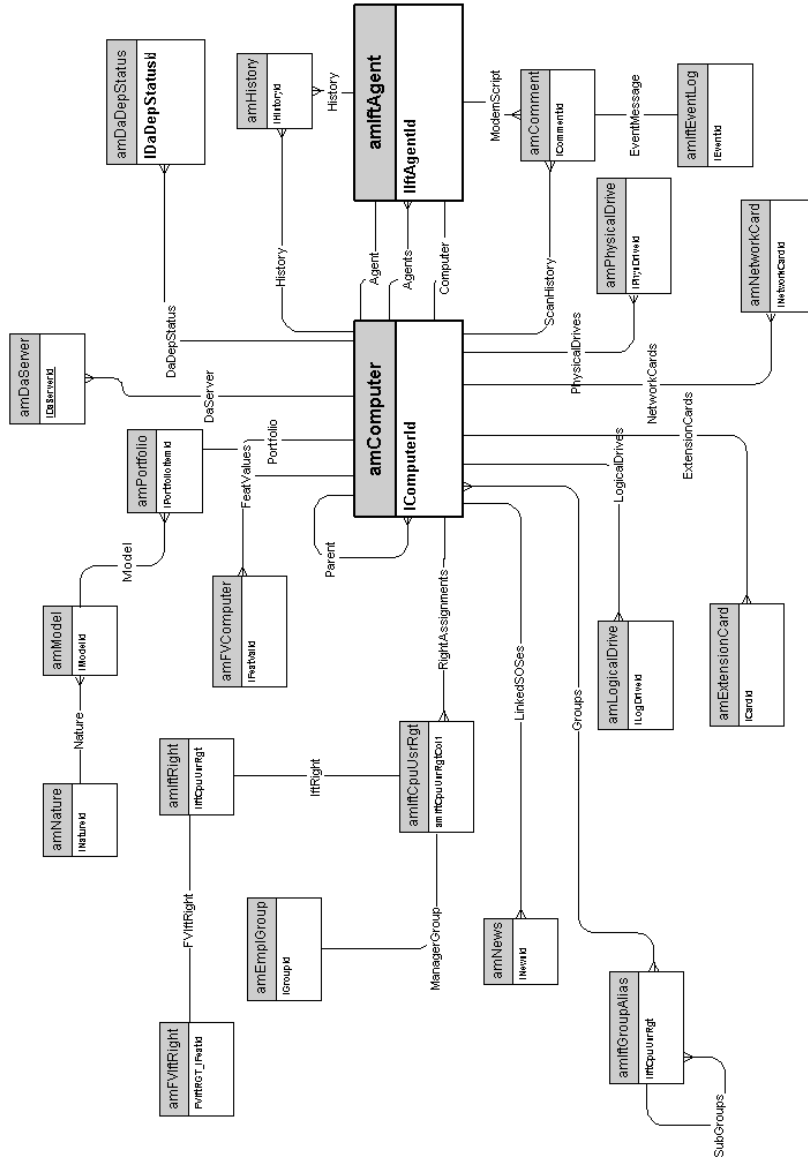 amDaDepStatus
lDaDepStatusId
amHistory
lHistoryId
History
amIftAgent
lIftAgentId
ModemScript
amComment
lCommentId
EventMessage
amIftEventLog
lEventId
DaDepStatus
History
Agent
Agents
Computer
ScanHistory
amPhysicalDrive
lPhysDriveId
PhysicalDrives
amNetworkCard
lNetworkCardId
NetworkCards
amDaServer
lDaServerId
DaServer
amComputer
lComputerId
amPortfolio
lPortfolioItemId
Portfolio
FeatValues
Parent
RightAssignments
LinkedSOSes
Groups
LogicalDrives
ExtensionCards
Model
amModel
lModelId
Nature
amNature
lNatureId
amFVComputer
lFeatValId
amIftRight
lIftCpuUsrRgt
IftRight
amIftCpuUsrRgt
amIftCpuUsrRgtCol1
FVIftRight
amFVIftRight
FVIftRGT_lFeatId
amEmplGroup
lGroupId
ManagerGroup
amNews
lNewsId
amLogicalDrive
lLogDriveId
amExtensionCard
lCardId
amIftGroupAlias
lIftCpuUsrRgt
SubGroups